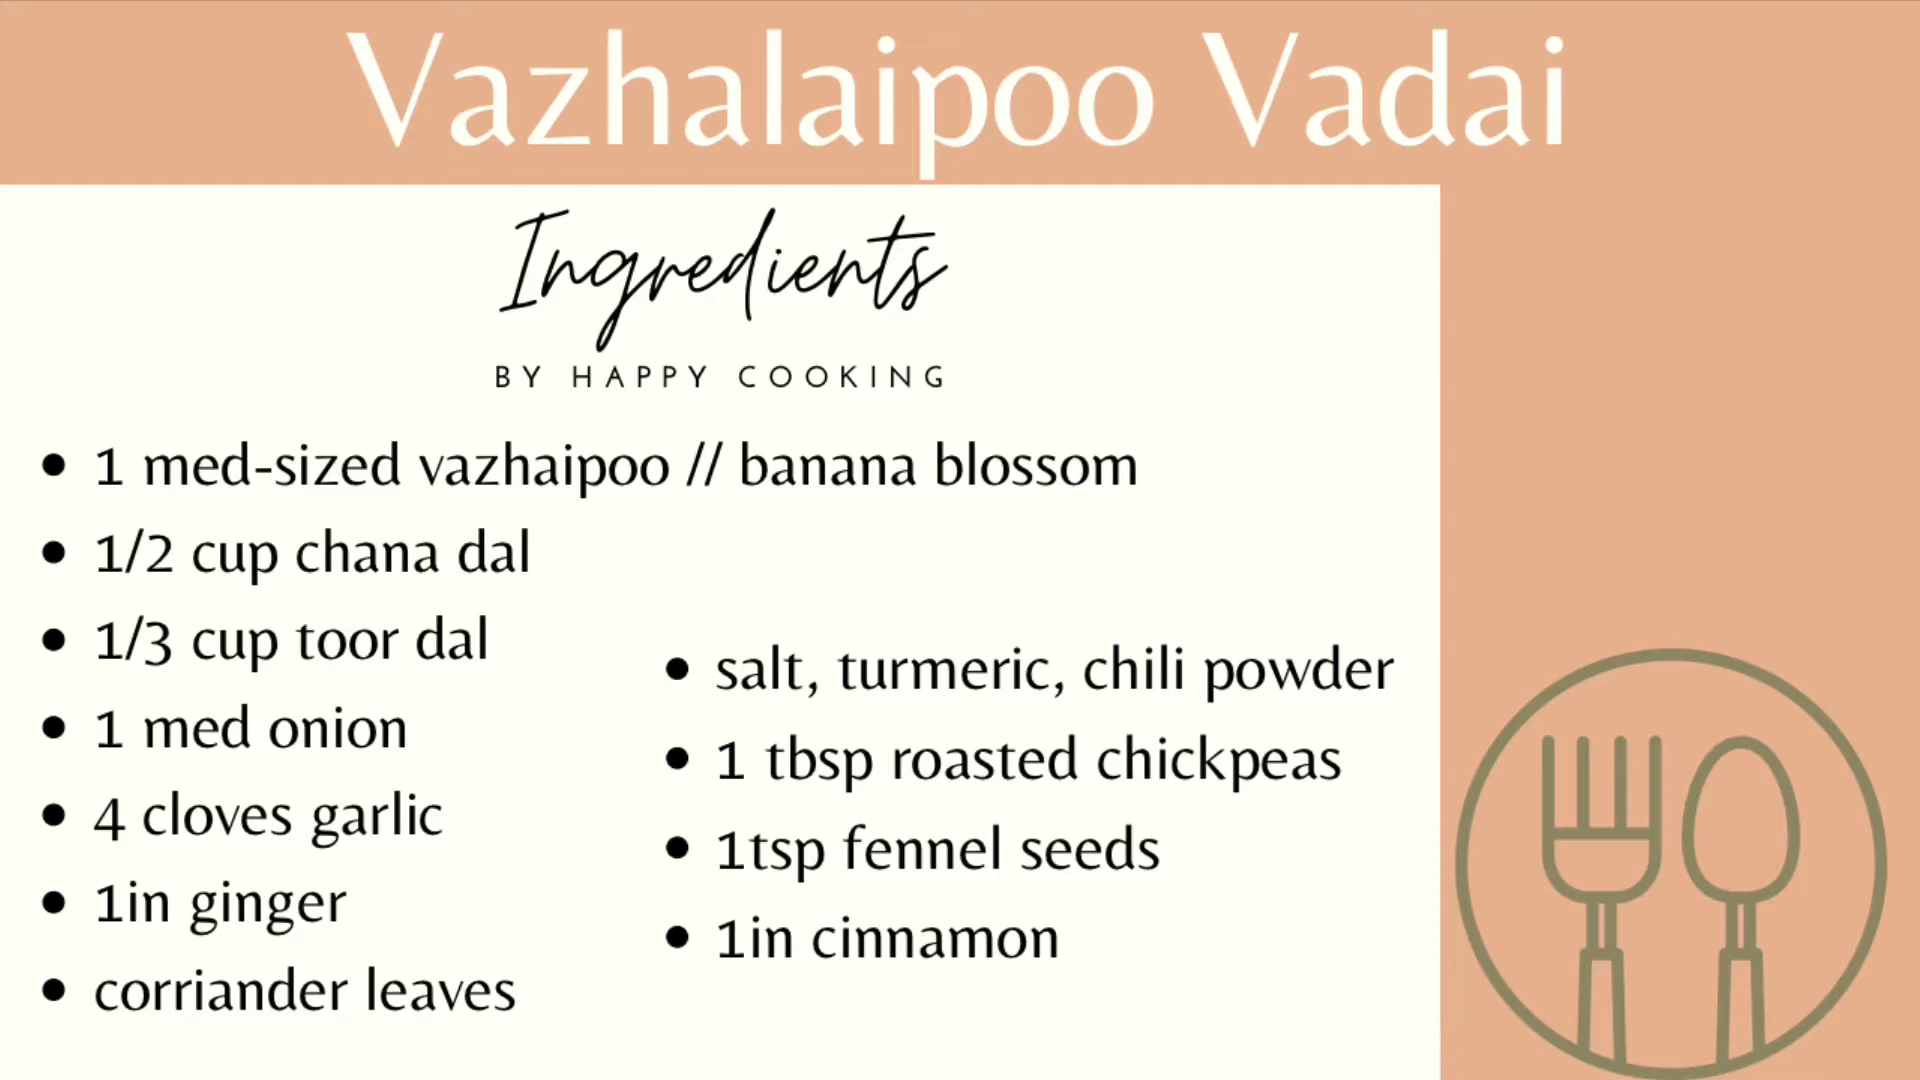 Vazhalaipoo Vadai
Ingredients
BY HAPPY COOKING
• 1 med-sized vazhaipoo // banana blossom
• 1/2 cup chana dal
• 1/3 cup toor dal
• 1 med onion
• 4 cloves garlic
• 1in ginger
• corriander leaves
• salt, turmeric, chili powder
• 1 tbsp roasted chickpeas
• 1tsp fennel seeds
• 1in cinnamon